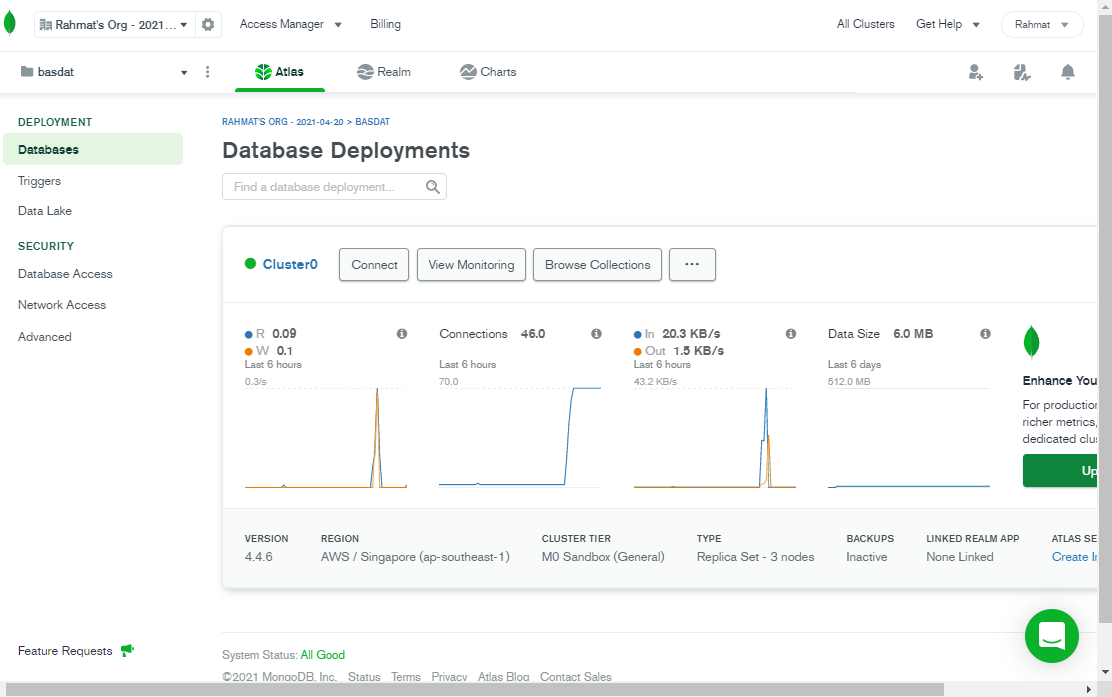 Rahmat's Org - 2021... Access Manager Billing All Clusters Get Help Rahmat
basdat Atlas Realm Charts
DEPLOYMENT
Databases
Triggers
Data Lake
SECURITY
Database Access
Network Access
Advanced
Feature Requests
RAHMAT'S ORG - 2021-04-20 > BASDAT
Database Deployments
Find a database deployment...
Cluster0 Connect View Monitoring Browse Collections ...
R 0.09
W 0.1
Last 6 hours
0.3/s
Connections 46.0
Last 6 hours
70.0
In 20.3 KB/s
Out 1.5 KB/s
Last 6 hours
43.2 KB/s
Data Size 6.0 MB
Last 6 days
512.0 MB
Enhance You
For production
richer metrics,
dedicated clu
Up
VERSION
4.4.6
REGION
AWS / Singapore (ap-southeast-1)
CLUSTER TIER
M0 Sandbox (General)
TYPE
Replica Set - 3 nodes
BACKUPS
Inactive
LINKED REALM APP
None Linked
ATLAS SE
Create In
System Status: All Good
©2021 MongoDB, Inc. Status Terms Privacy Atlas Blog Contact Sales